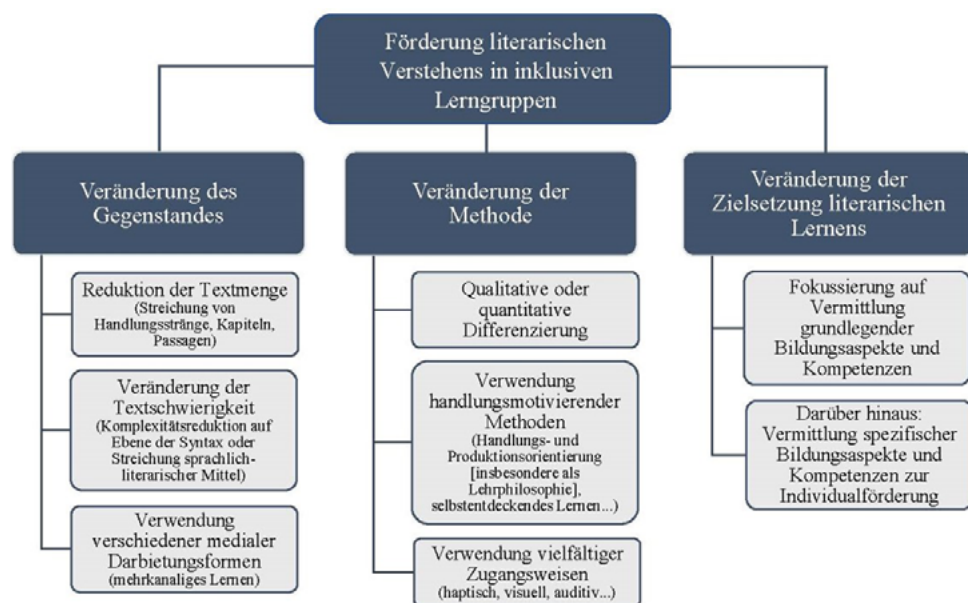 Förderung literarischen
Verstehens in inklusiven
Lerngruppen
Veränderung des
Gegenstandes
Reduktion der Textmenge
(Streichung von
Handlungsstränge, Kapiteln,
Passagen)
Veränderung der
Textschwierigkeit
(Komplexitätsreduktion auf
Ebene der Syntax oder
Streichung sprachlich-
literarischer Mittel)
Verwendung
verschiedener medialer
Darbietungsformen
(mehrkanaliges Lernen)
Veränderung der
Methode
Qualitative oder
quantitative
Differenzierung
Verwendung
handlungsmotivierender
Methoden
(Handlungs- und
Produktionsorientierung
[insbesondere als
Lehrphilosophie],
selbstentdeckendes Lernen...)
Verwendung vielfältiger
Zugangsweisen
(haptisch, visuell, auditiv...)
Veränderung der
Zielsetzung literarischen
Lernens
Fokussierung auf
Vermittlung
grundlegender
Bildungsaspekte und
Kompetenzen
Darüber hinaus:
Vermittlung spezifischer
Bildungsaspekte und
Kompetenzen zur
Individualförderung